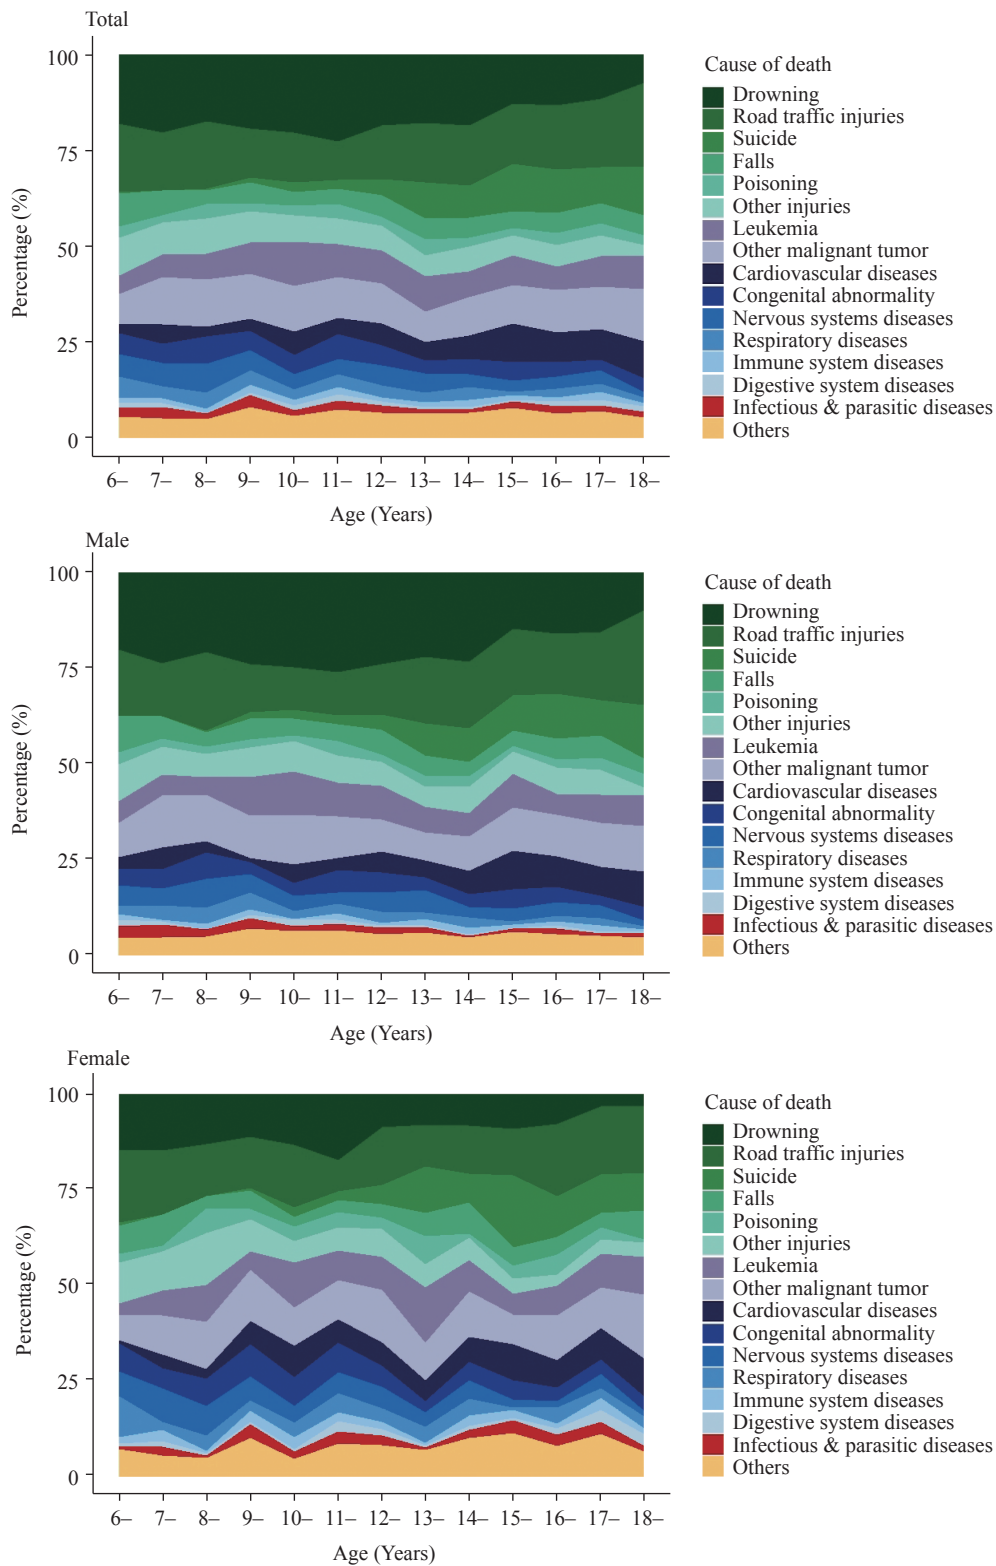 Total
Percentage (%)
100
75
50
25
0
6–
7–
8–
9–
10–
11–
12–
13–
14–
15–
16–
17–
18–
Age (Years)
Cause of death
Drowning
Road traffic injuries
Suicide
Falls
Poisoning
Other injuries
Leukemia
Other malignant tumor
Cardiovascular diseases
Congenital abnormality
Nervous systems diseases
Respiratory diseases
Immune system diseases
Digestive system diseases
Infectious & parasitic diseases
Others
Male
Percentage (%)
100
75
50
25
0
6–
7–
8–
9–
10–
11–
12–
13–
14–
15–
16–
17–
18–
Age (Years)
Cause of death
Drowning
Road traffic injuries
Suicide
Falls
Poisoning
Other injuries
Leukemia
Other malignant tumor
Cardiovascular diseases
Congenital abnormality
Nervous systems diseases
Respiratory diseases
Immune system diseases
Digestive system diseases
Infectious & parasitic diseases
Others
Female
Percentage (%)
100
75
50
25
0
6–
7–
8–
9–
10–
11–
12–
13–
14–
15–
16–
17–
18–
Age (Years)
Cause of death
Drowning
Road traffic injuries
Suicide
Falls
Poisoning
Other injuries
Leukemia
Other malignant tumor
Cardiovascular diseases
Congenital abnormality
Nervous systems diseases
Respiratory diseases
Immune system diseases
Digestive system diseases
Infectious & parasitic diseases
Others